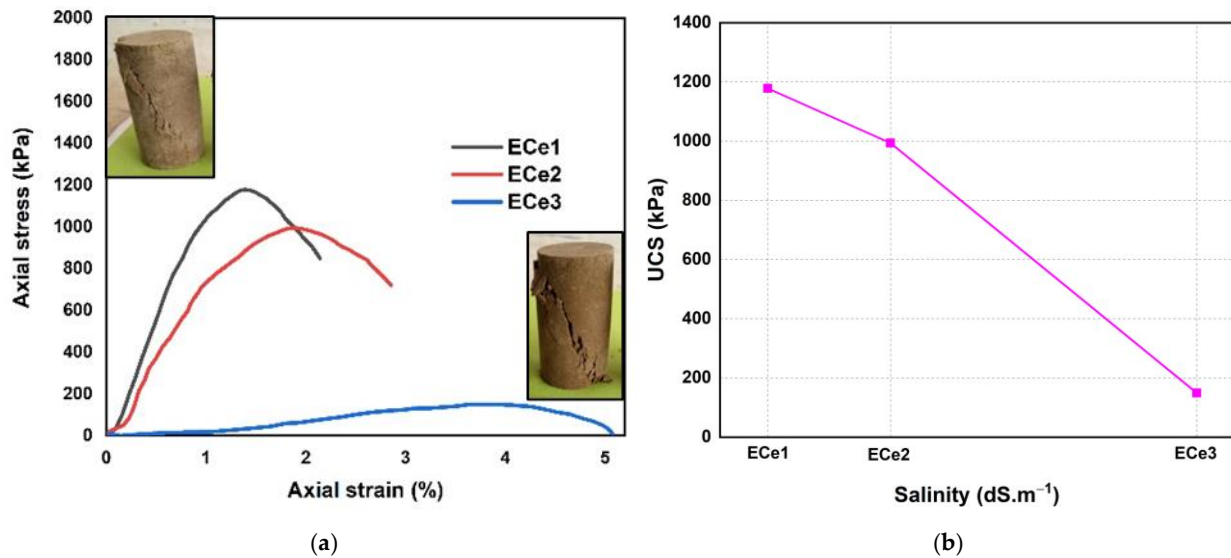 2000
1800
1600
1400
1200
1000
800
600
400
200
0
Axial stress (kPa)
ECe1
ECe2
ECe3
0 1 2 3 4 5
Axial strain (%)
(a)
1400
1200
1000
800
600
400
200
0
UCS (kPa)
ECe1 ECe2 ECe3
Salinity (dS.m⁻¹)
(b)